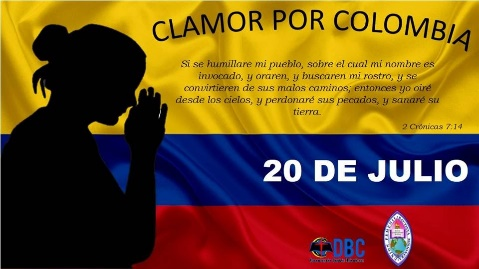 CLAMOR POR COLOMBIA
Si se humillare mi pueblo, sobre el cual mi nombre es
invocado, y oraren, y buscaren mi rostro, y se
convirtieren de sus malos caminos; entonces yo oiré
desde los cielos, y perdonaré sus pecados, y sanaré su
tierra.
2 Crónicas 7:14
20 DE JULIO
DBC